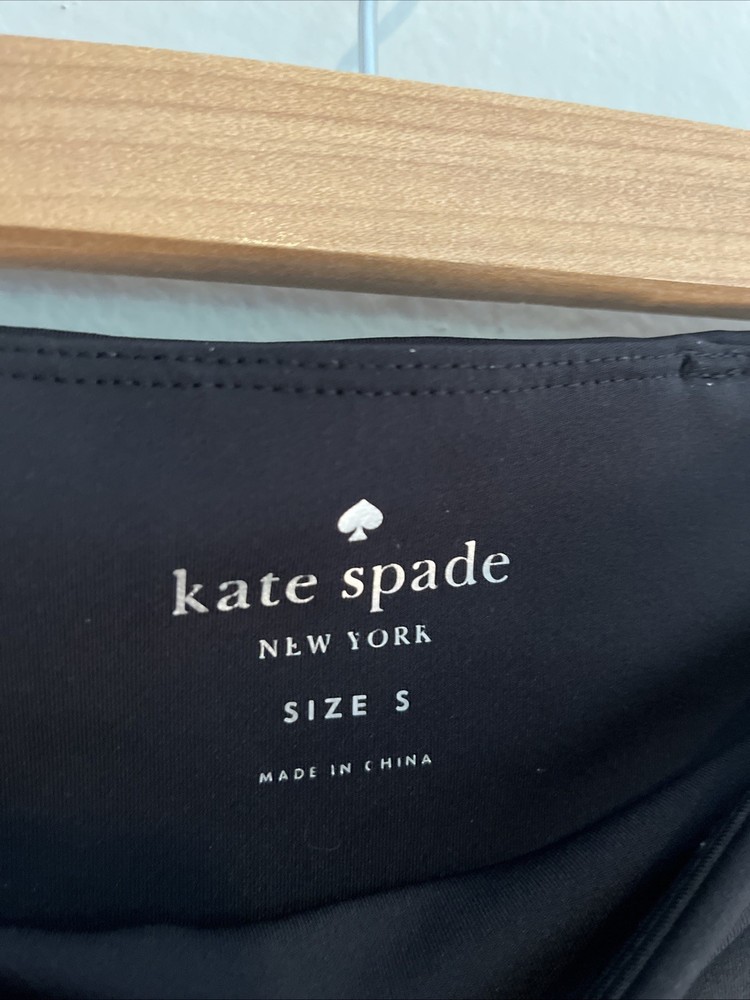 kate spade
NEW YORK
SIZE S
MADE IN CHINA